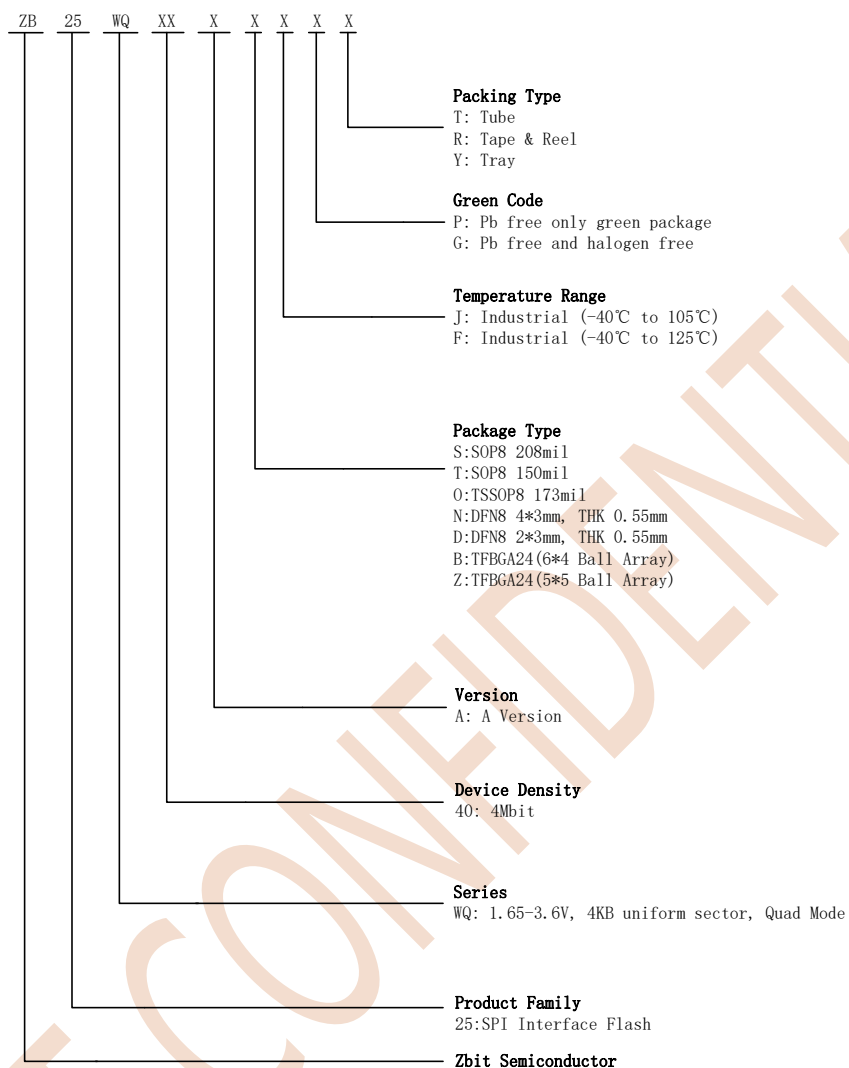 ZB 25 WQ XX X X X X X
Packing Type
T: Tube
R: Tape & Reel
Y: Tray
Green Code
P: Pb free only green package
G: Pb free and halogen free
Temperature Range
J: Industrial (-40℃ to 105℃)
F: Industrial (-40℃ to 125℃)
Package Type
S:SOP8 208mil
T:SOP8 150mil
O:TSSOP8 173mil
N:DFN8 4*3mm, THK 0.55mm
D:DFN8 2*3mm, THK 0.55mm
B:TFBGA24(6*4 Ball Array)
Z:TFBGA24(5*5 Ball Array)
Version
A: A Version
Device Density
40: 4Mbit
Series
WQ: 1.65-3.6V, 4KB uniform sector, Quad Mode
Product Family
25:SPI Interface Flash
Zbit Semiconductor
CONFIDENTI